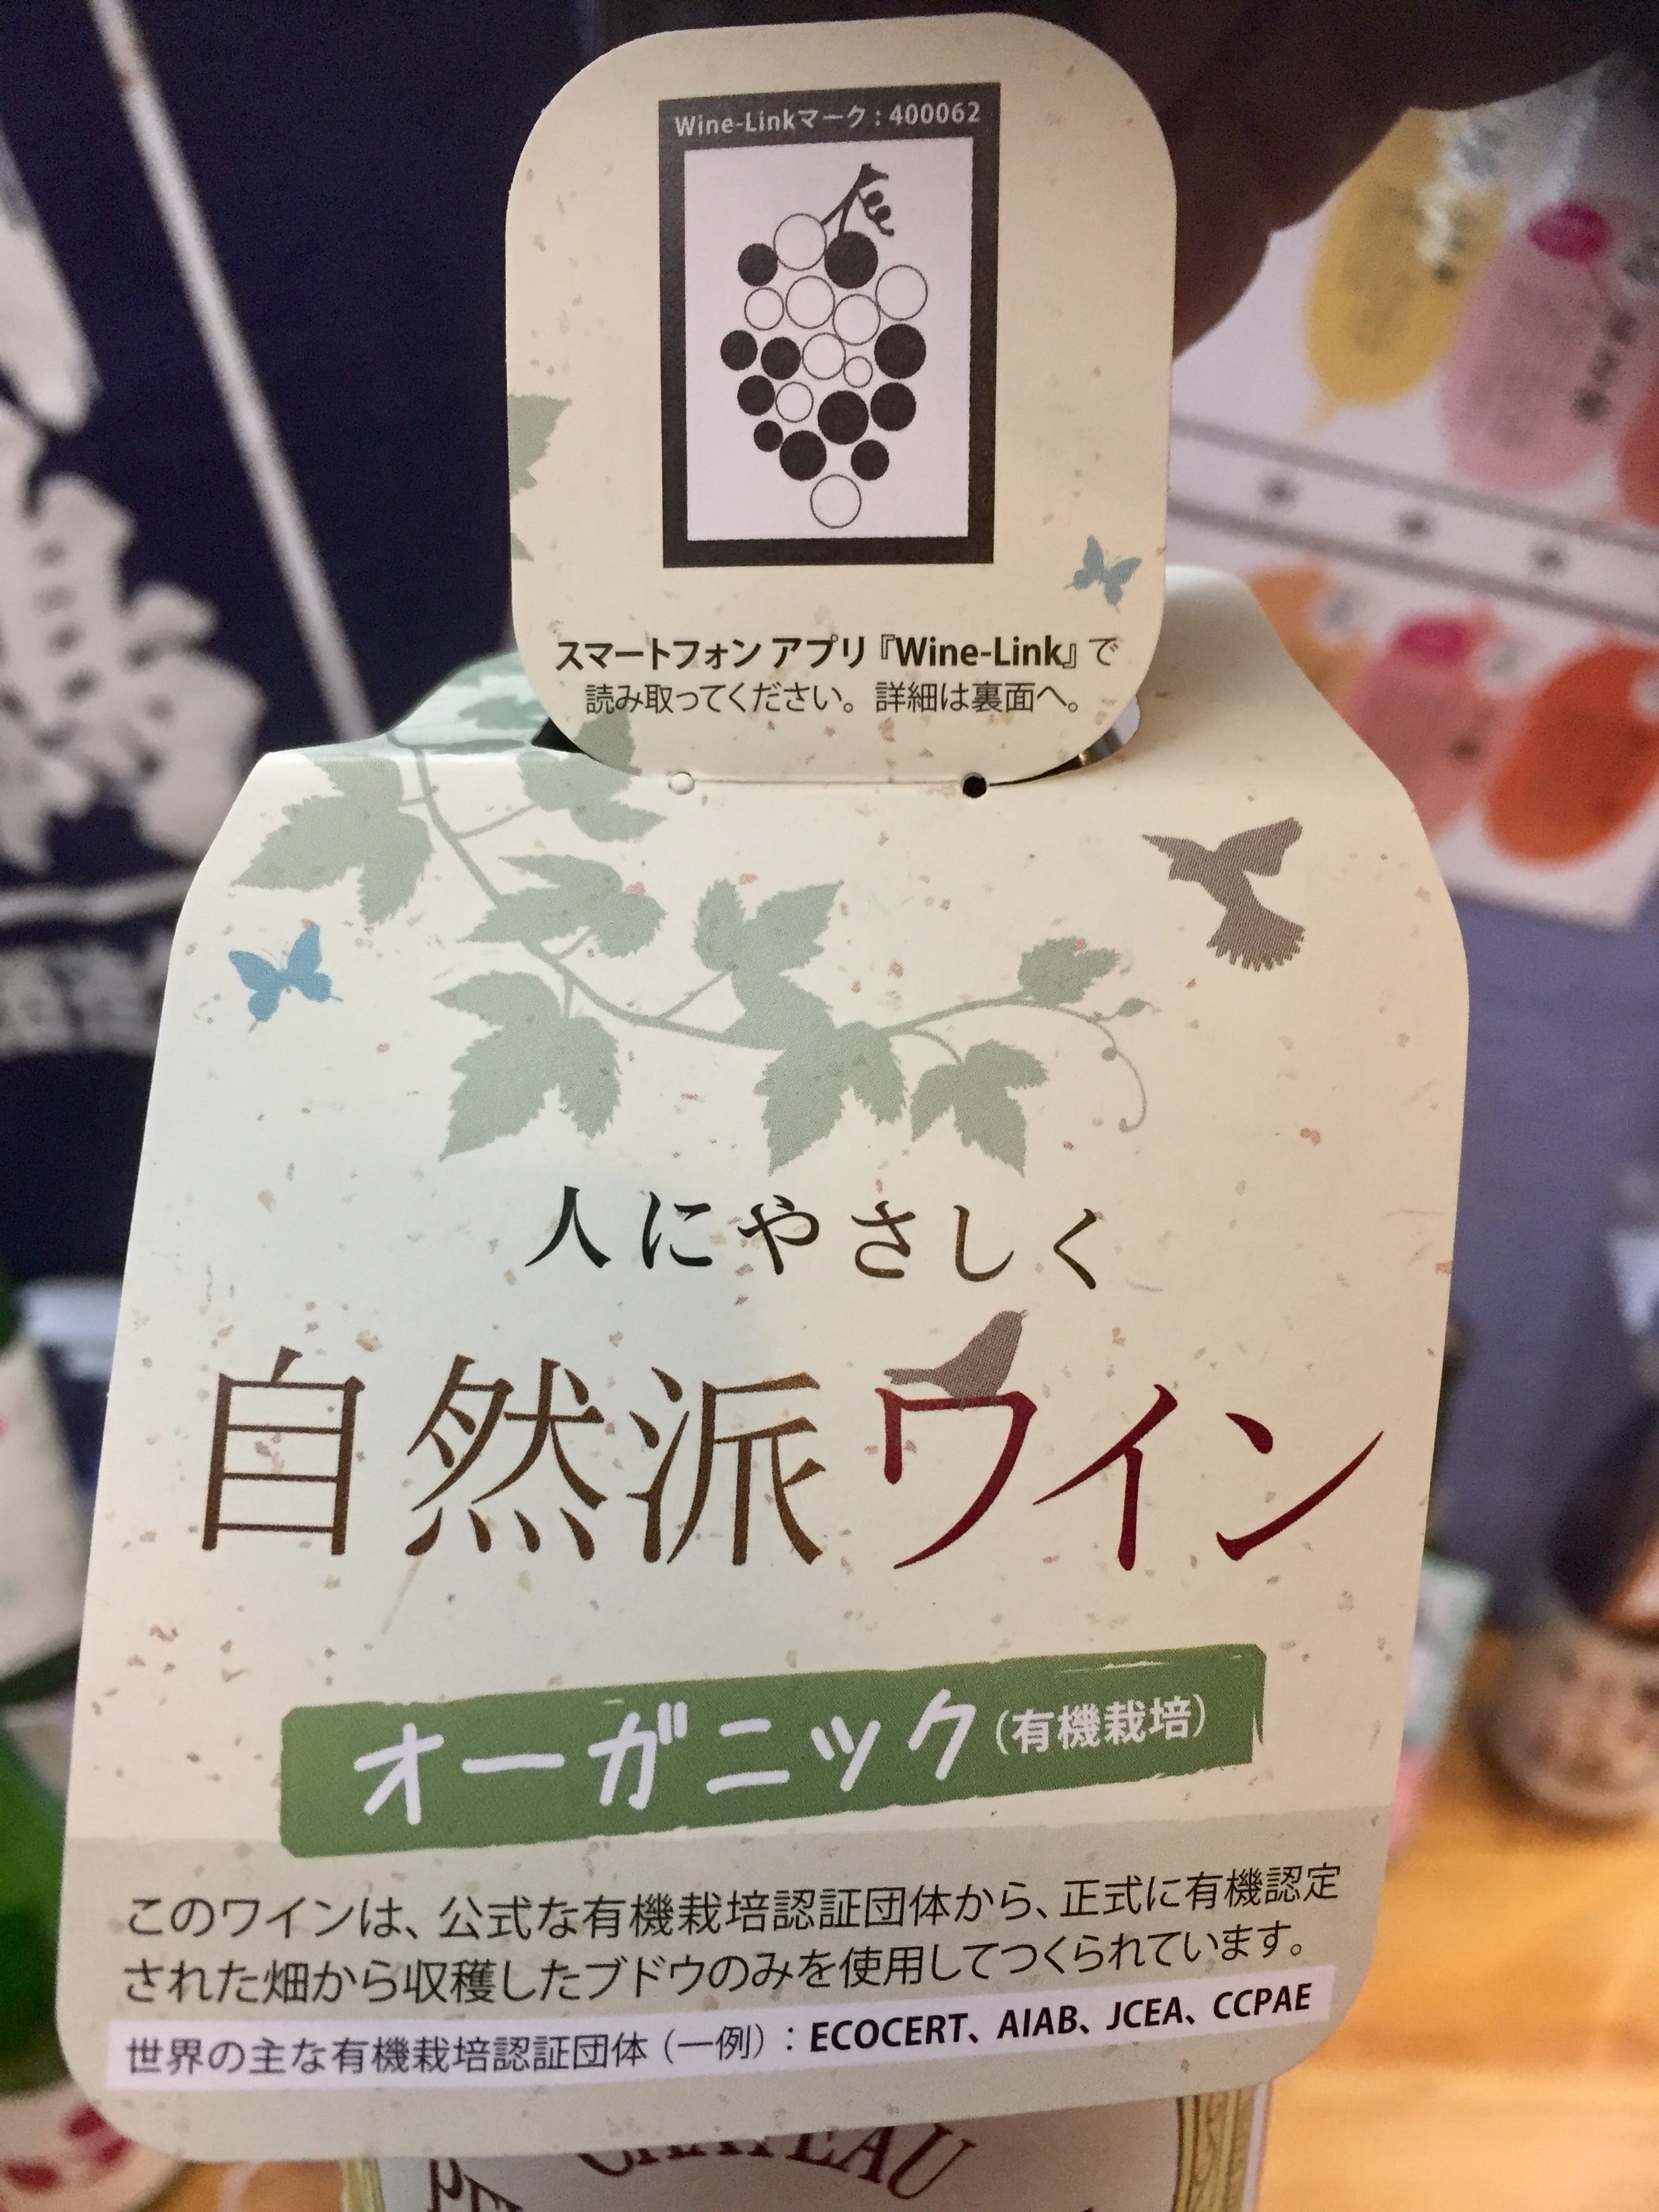 Wine-Linkマーク : 400062
スマートフォン アプリ『Wine-Link』で
読み取ってください。詳細は裏面へ。
人にやさしく
自然派ワイン
オーガニック(有機栽培)
このワインは、公式な有機栽培認証団体から、正式に有機認定
された畑から収穫したブドウのみを使用してつくられています。
世界の主な有機栽培認証団体(一例):ECOCERT、AIAB、JCEA、CCPAE
CHATEAU